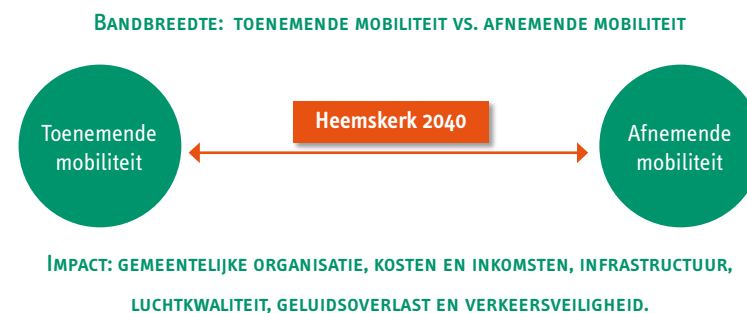 Bandbreedte: toenemende mobiliteit vs. afnemende mobiliteit
Toenemende
mobiliteit
Heemskerk 2040
Afnemende
mobiliteit
Impact: gemeentelijke organisatie, kosten en inkomsten, infrastructuur,
luchtkwaliteit, geluidsoverlast en verkeersveiligheid.